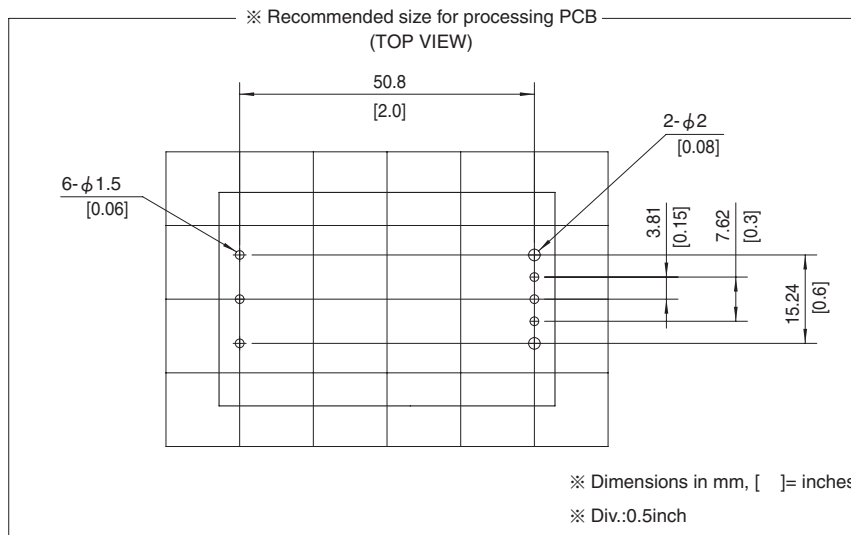 ※ Recommended size for processing PCB
(TOP VIEW)
50.8
[2.0]
2-φ2
[0.08]
6-φ1.5
[0.06]
3.81
[0.15]
7.62
[0.3]
15.24
[0.6]
※ Dimensions in mm, [ ]= inches
※ Div.:0.5inch